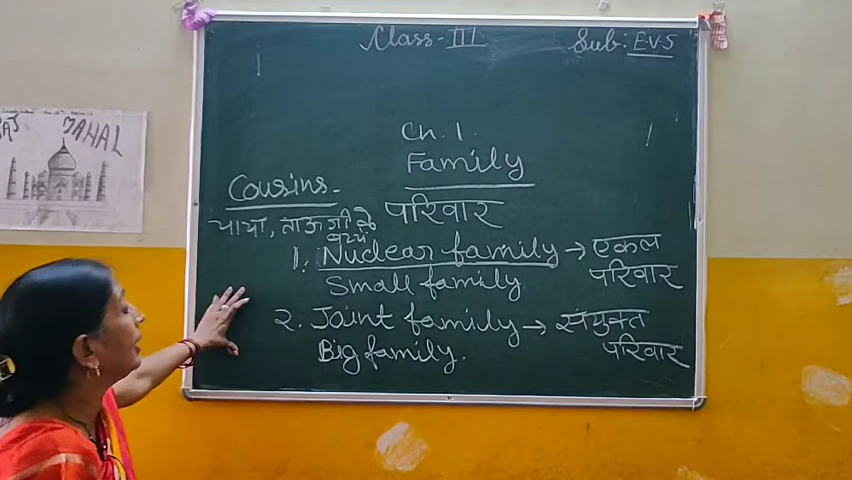 Class-III
Sub: E.V.S
Ch. 1.
Family
परिवार
Cousins-
चाचा, ताऊ जी के
बच्चे
1. Nuclear family → एकल
परिवार
Small family
2. Joint family → संयुक्त
परिवार
Big family.
TAJ MAHAL